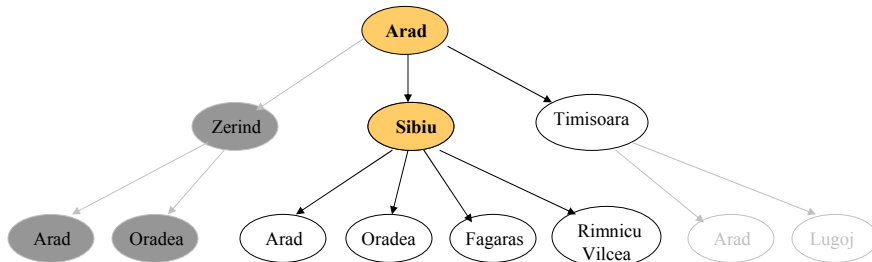 Arad
Zerind
Sibiu
Timisoara
Arad
Oradea
Arad
Oradea
Fagaras
Rimnicu
Vilcea
Arad
Lugoj